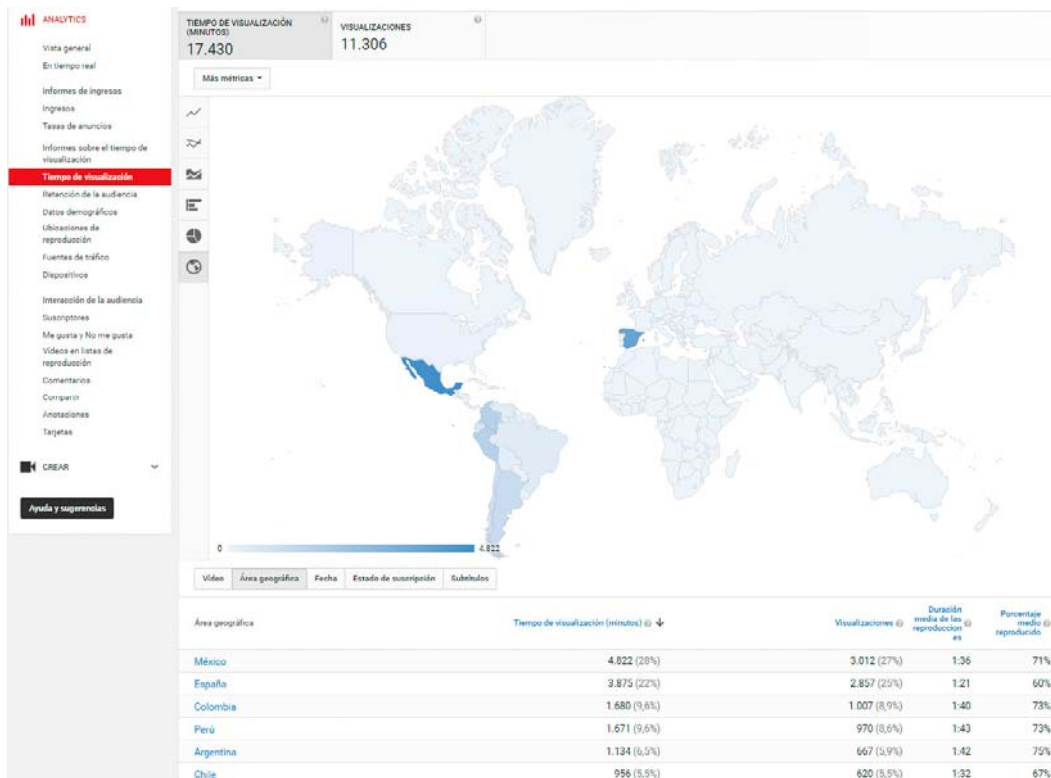 ANALYTICS
Vista general
En tiempo real
Informes de ingresos
Ingresos
Tasas de anuncios
Informes sobre el tiempo de
visualización
Tiempo de visualización
Retención de la audiencia
Datos demográficos
Ubicaciones de
reproducción
Fuentes de tráfico
Dispositivos
Interacción de la audiencia
Suscriptores
Me gusta y No me gusta
Vídeos en listas de
reproducción
Comentarios
Compartir
Anotaciones
Tarjetas
CREAR
Ayuda y sugerencias
TIEMPO DE VISUALIZACIÓN
(MINUTOS)
17.430
VISUALIZACIONES
11.306
Más métricas
0 4.822
Vídeo Área geográfica Fecha Estado de suscripción Subtítulos
Área geográfica Tiempo de visualización (minutos) Visualizaciones
Duración
media de las
reproduccion
es
Porcentaje
medio
reproducido
México 4.822 (28%) 3.012 (27%) 1:36 71%
España 3.875 (22%) 2.857 (25%) 1:21 60%
Colombia 1.680 (9,6%) 1.007 (8,9%) 1:40 73%
Perú 1.671 (9,6%) 970 (8,6%) 1:43 73%
Argentina 1.134 (6,5%) 667 (5,9%) 1:42 75%
Chile 956 (5,5%) 620 (5,5%) 1:32 67%